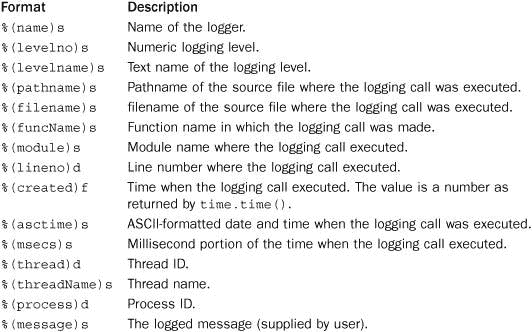 Format Description
%(name)s Name of the logger.
%(levelno)s Numeric logging level.
%(levelname)s Text name of the logging level.
%(pathname)s Pathname of the source file where the logging call was executed.
%(filename)s filename of the source file where the logging call was executed.
%(funcName)s Function name in which the logging call was made.
%(module)s Module name where the logging call executed.
%(lineno)d Line number where the logging call executed.
%(created)f Time when the logging call executed. The value is a number as
returned by time.time().
%(asctime)s ASCII-formatted date and time when the logging call was executed.
%(msecs)s Millisecond portion of the time when the logging call executed.
%(thread)d Thread ID.
%(threadName)s Thread name.
%(process)d Process ID.
%(message)s The logged message (supplied by user).